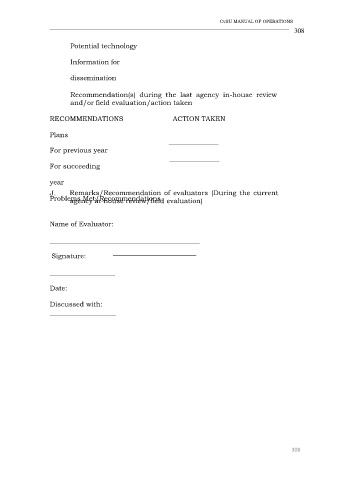 CvSU MANUAL OF OPERATIONS
308
Potential technology
Information for
dissemination
Recommendation(s) during the last agency in-house review
and/or field evaluation/action taken
RECOMMENDATIONS ACTION TAKEN
Plans
For previous year
For succeeding
year
J. Remarks/Recommendation of evaluators (During the current
Problems Met/Recommendations
agency in-house review/field evaluation)
Name of Evaluator:
Signature:
Date:
Discussed with: